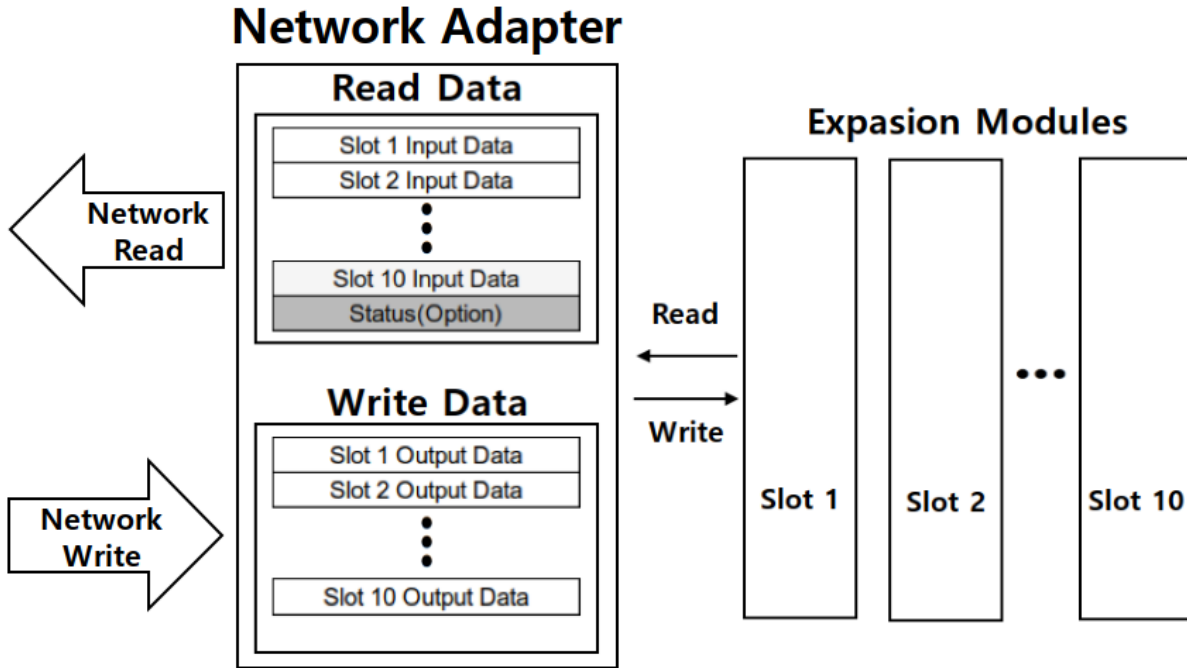 Network Adapter
Read Data
Slot 1 Input Data
Slot 2 Input Data
Slot 10 Input Data
Status(Option)
Network
Read
Write Data
Slot 1 Output Data
Slot 2 Output Data
Slot 10 Output Data
Network
Write
Read
Write
Expasion Modules
Slot 1
Slot 2
Slot 10